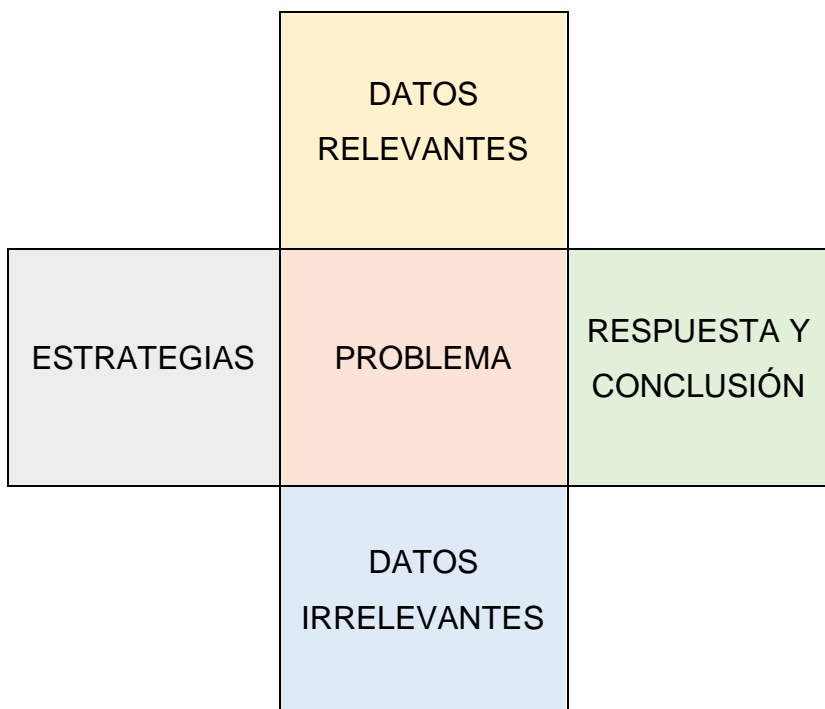 DATOS
RELEVANTES
ESTRATEGIAS
PROBLEMA
RESPUESTA Y
CONCLUSIÓN
DATOS
IRRELEVANTES